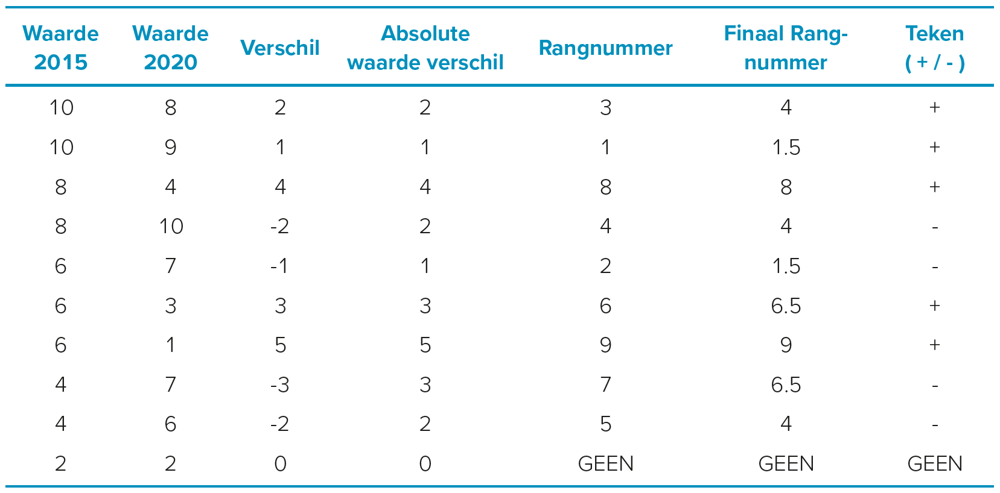 Waarde 2015 Waarde 2020 Verschil Absolute waarde verschil Rangnummer Finaal Rang-nummer Teken ( + / - )
10 8 2 2 3 4 +
10 9 1 1 1 1.5 +
8 4 4 4 8 8 +
8 10 -2 2 4 4 -
6 7 -1 1 2 1.5 -
6 3 3 3 6 6.5 +
6 1 5 5 9 9 +
4 7 -3 3 7 6.5 -
4 6 -2 2 5 4 -
2 2 0 0 GEEN GEEN GEEN